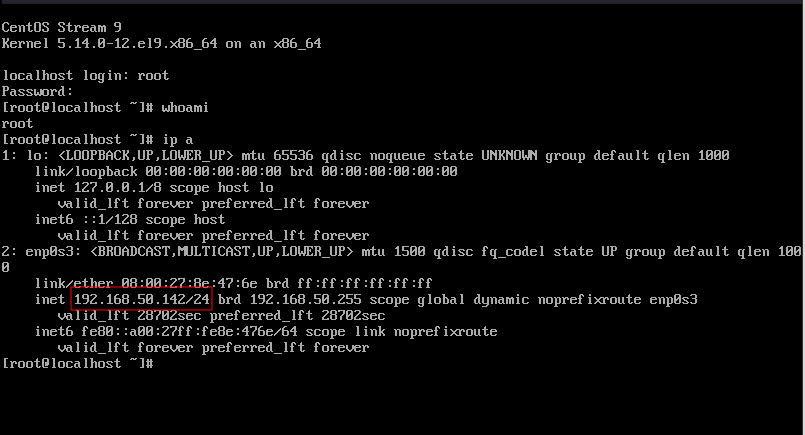 CentOS Stream 9
Kernel 5.14.0-12.el9.x86_64 on an x86_64
localhost login: root
Password:
[root@localhost ~]# whoami
root
[root@localhost ~]# ip a
1: lo: <LOOPBACK,UP,LOWER_UP> mtu 65536 qdisc noqueue state UNKNOWN group default qlen 1000
link/loopback 00:00:00:00:00:00 brd 00:00:00:00:00:00
inet 127.0.0.1/8 scope host lo
valid_lft forever preferred_lft forever
inet6 ::1/128 scope host
valid_lft forever preferred_lft forever
2: enp0s3: <BROADCAST,MULTICAST,UP,LOWER_UP> mtu 1500 qdisc fq_codel state UP group default qlen 100
0
link/ether 08:00:27:8e:47:6e brd ff:ff:ff:ff:ff:ff
inet 192.168.50.142/24 brd 192.168.50.255 scope global dynamic noprefixroute enp0s3
valid_lft 28702sec preferred_lft 28702sec
inet6 fe80::a00:27ff:fe8e:476e/64 scope link noprefixroute
valid_lft forever preferred_lft forever
[root@localhost ~]#